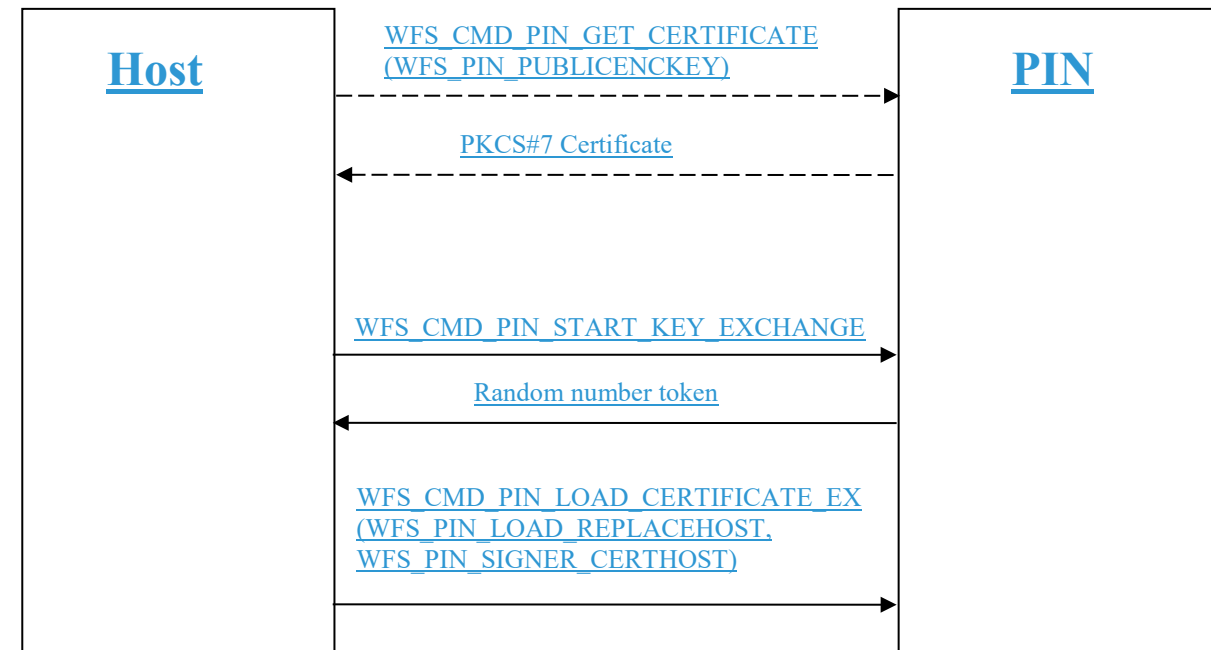 Host
WFS_CMD_PIN_GET_CERTIFICATE
(WFS_PIN_PUBLICENCKEY)
PIN
PKCS#7 Certificate
WFS_CMD_PIN_START_KEY_EXCHANGE
Random number token
WFS_CMD_PIN_LOAD_CERTIFICATE_EX
(WFS_PIN_LOAD_REPLACEHOST,
WFS_PIN_SIGNER_CERTHOST)